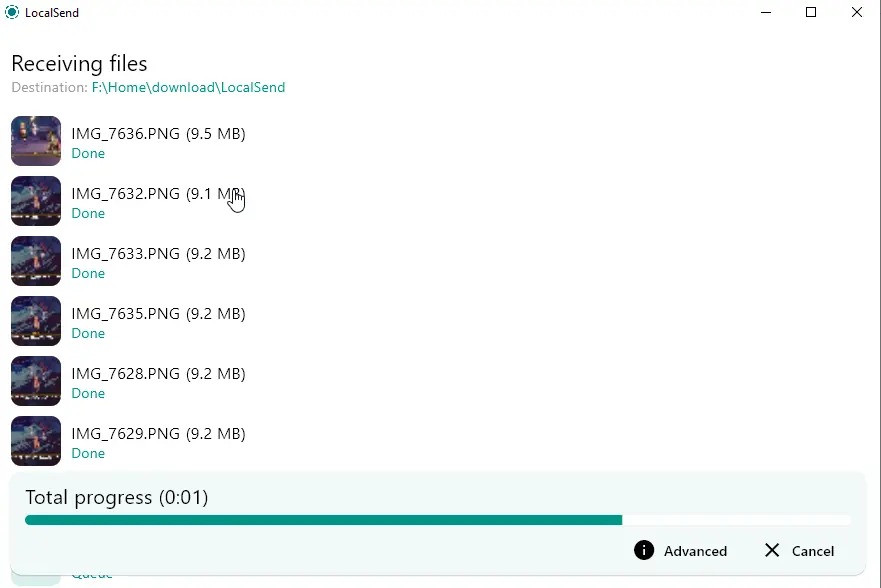 LocalSend
Receiving files
Destination: F:\Home\download\LocalSend
IMG_7636.PNG (9.5 MB)
Done
IMG_7632.PNG (9.1 MB)
Done
IMG_7633.PNG (9.2 MB)
Done
IMG_7635.PNG (9.2 MB)
Done
IMG_7628.PNG (9.2 MB)
Done
IMG_7629.PNG (9.2 MB)
Done
Total progress (0:01)
Advanced
Cancel
Queue